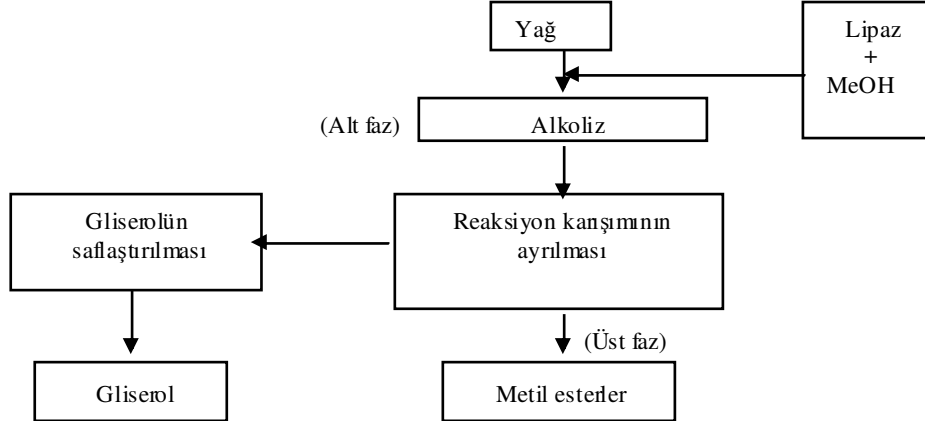 Yağ
Lipaz
+
MeOH
(Alt faz)
Alkoliz
Gliserolün
saflaştırılması
Reaksiyon karışımının
ayrılması
(Üst faz)
Gliserol
Metil esterler